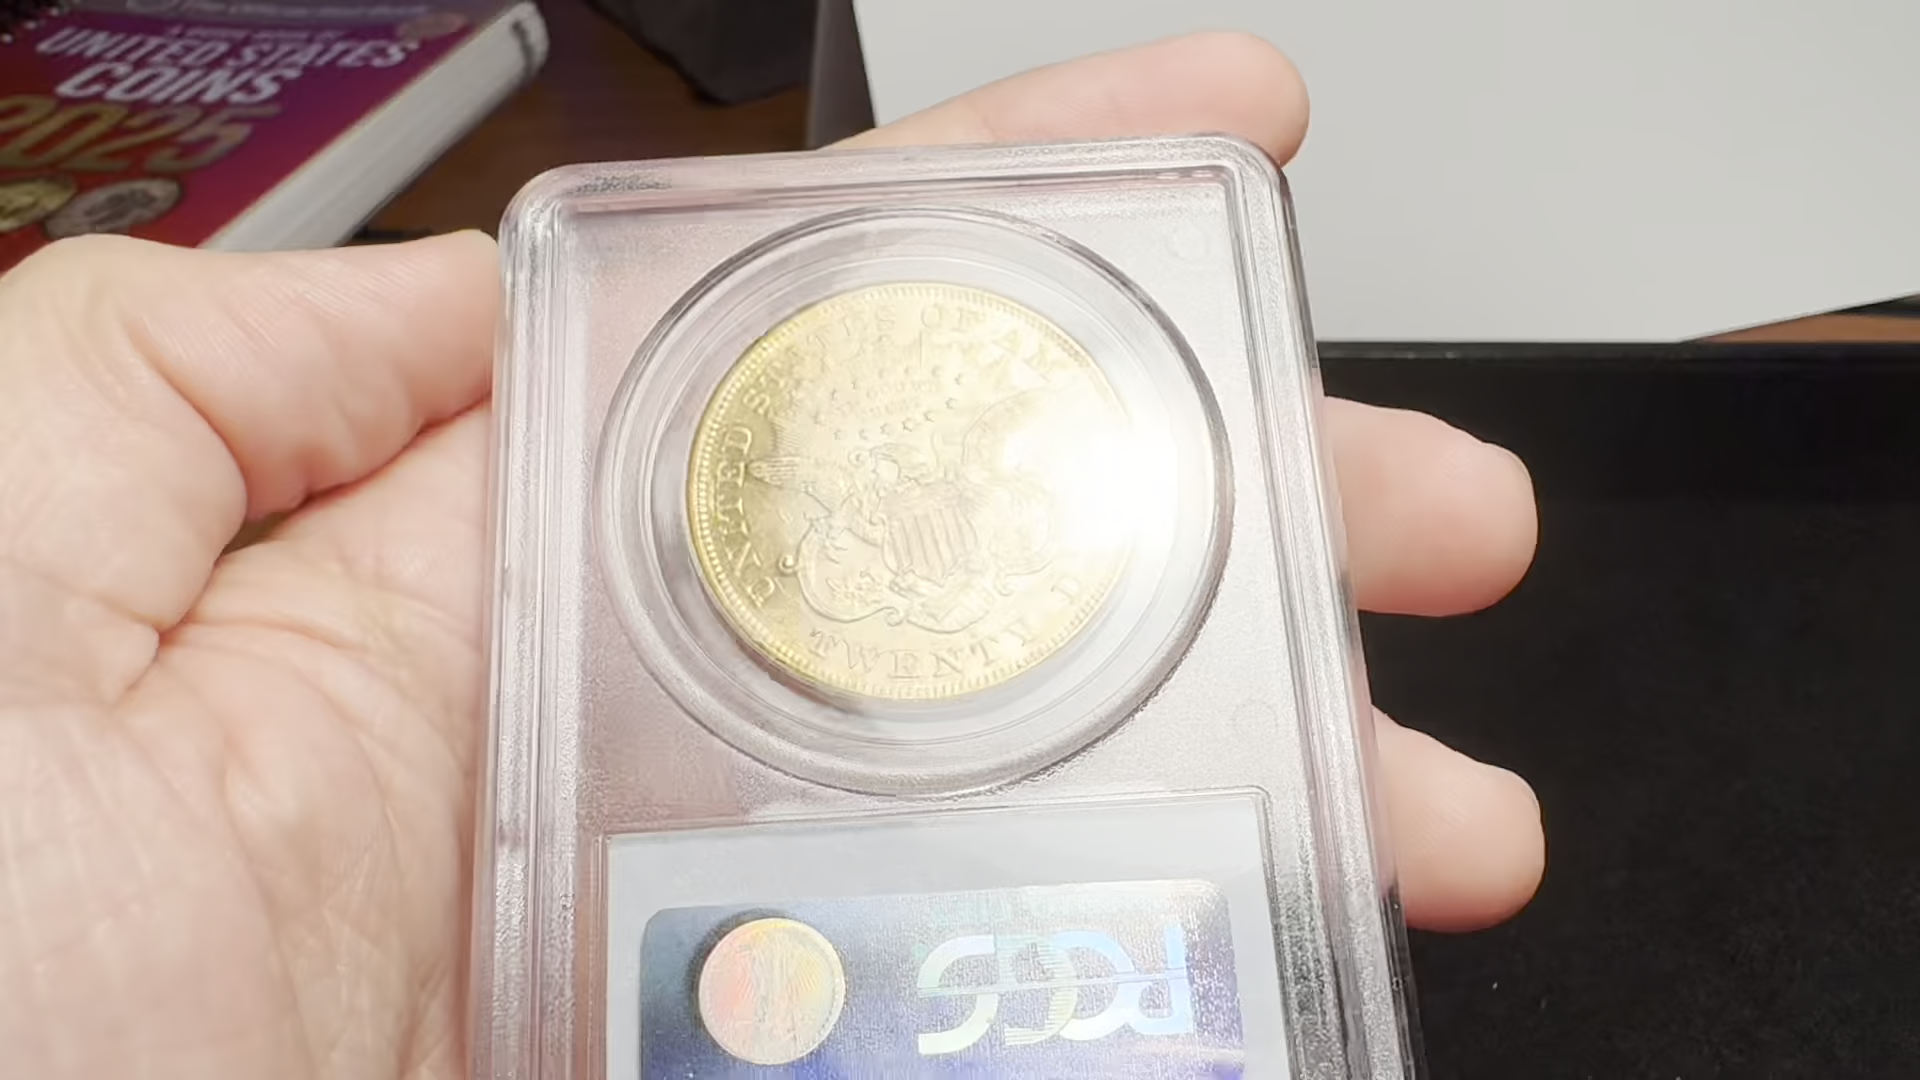 UNITED STATES
COINS
2025
UNITED STATES OF AM
TWENTY D
PCGS